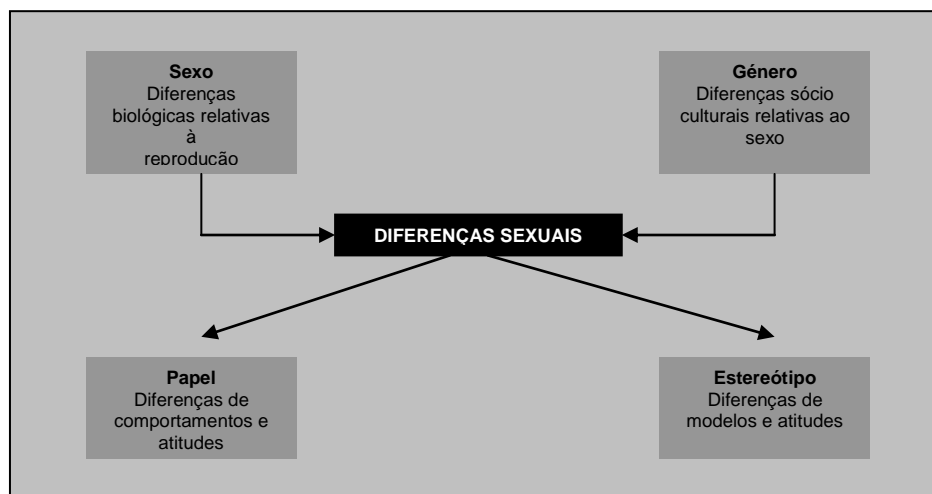 Sexo
Diferenças
biológicas relativas
à
reprodução
Género
Diferenças sócio
culturais relativas ao
sexo
DIFERENÇAS SEXUAIS
Papel
Diferenças de
comportamentos e
atitudes
Estereótipo
Diferenças de
modelos e atitudes